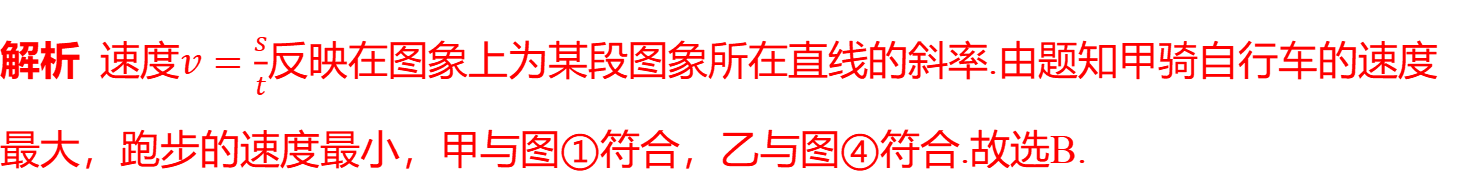 解析 速度v = s/t反映在图象上为某段图象所在直线的斜率.由题知甲骑自行车的速度
最大，跑步的速度最小，甲与图①符合，乙与图④符合.故选B.